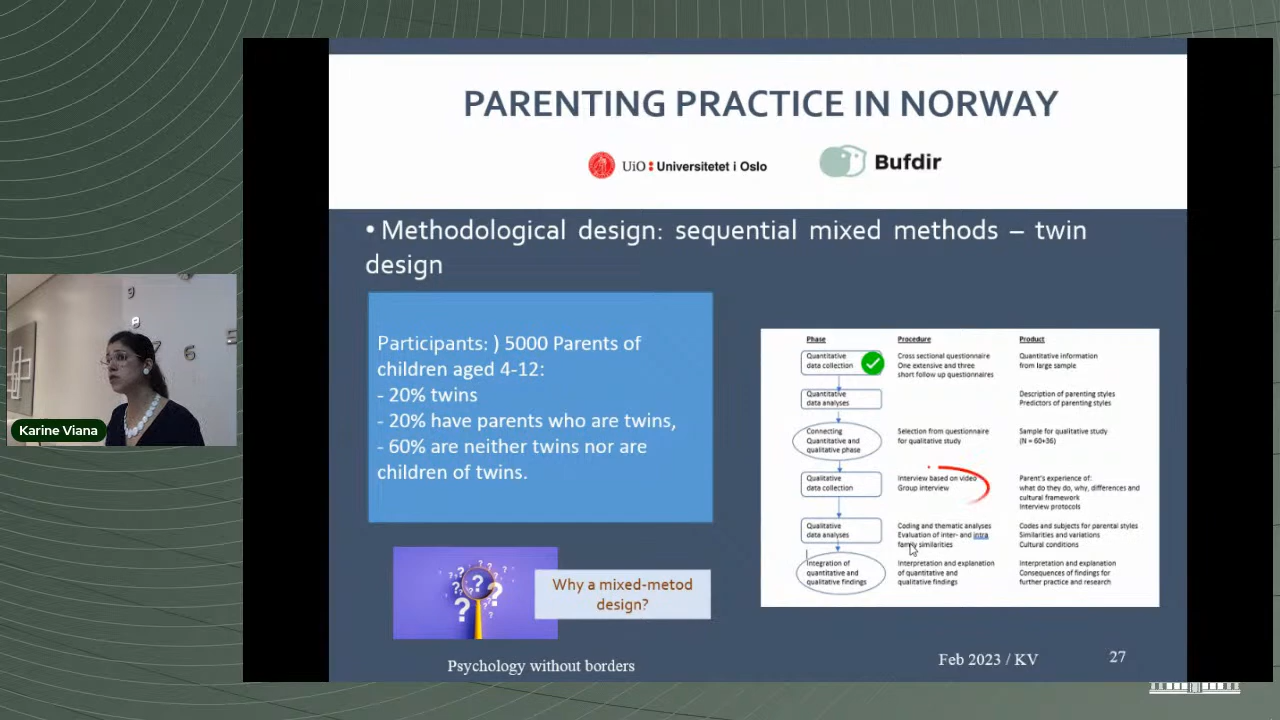 PARENTING PRACTICE IN NORWAY
UiO : Universitetet i Oslo
Bufdir
• Methodological design: sequential mixed methods – twin
design
Participants: ) 5000 Parents of
children aged 4-12:
- 20% twins
- 20% have parents who are twins,
- 60% are neither twins nor are
children of twins.
Why a mixed-metod
design?
Phase Procedure Product
Quantitative
data collection
Cross sectional questionnaire
One extensive and three
short follow up questionnaires
Quantitative information
from large sample
Quantitative
data analyses
Description of parenting styles
Predictors of parenting styles
Connecting
Quantitative and
qualitative phase
Selection from questionnaire
for qualitative study
Sample for qualitative study
(N = 60+36)
Qualitative
data collection
Interview based on video
Group interview
Parent's experience of:
what do they do, why, differences and
cultural framework
Interview protocols
Qualitative
data analyses
Coding and thematic analyses
Evaluation of inter- and intra
family similarities
Codes and subjects for parental styles
Similarities and variations
Cultural conditions
Integration of
quantitative and
qualitative findings
Interpretation and explanation
of quantitative and
qualitative findings
Interpretation and explanation
Consequences of findings for
further practice and research
Psychology without borders
Feb 2023 / KV
27
9
8
7 6 5
Karine Viana